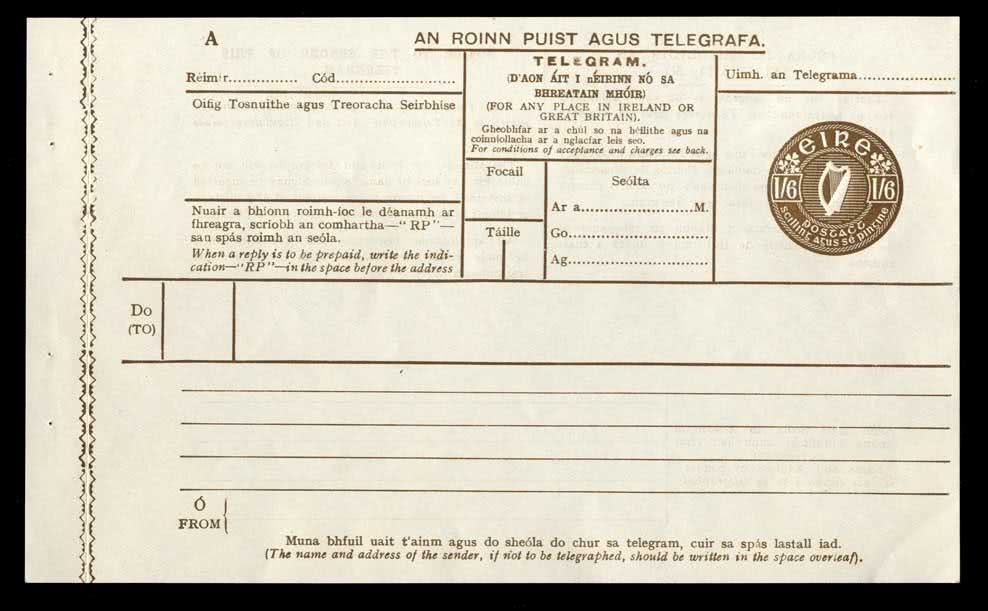 A
AN ROINN PUIST AGUS TELEGRAFA.
Réimír.............. Cód........................
Oifig Tosnuithe agus Treoracha Seirbhíse
Nuair a bhíonn roimh-íoc le déanamh ar
fhreagra, scríobh an comhartha—“RP”—
san spás roimh an seóla.
When a reply is to be prepaid, write the indi-
cation—“RP”—in the space before the address
TELEGRAM.
(D'AON ÁIT I nÉIRINN NÓ SA
BHREATAIN MHÓIR)
(FOR ANY PLACE IN IRELAND OR
GREAT BRITAIN).
Gheobhfar ar a chúl so na héilithe agus na
coinníollacha ar a nglacfar leis seo.
For conditions of acceptance and charges see back.
Focail
Táille
Seólta
Ar a.......................M.
Go............................
Ag............................
Uimh. an Telegrama....................
EIRE
1/6 1/6
POSTAGE
Scilling agus sé pingine
Do
(TO)
Ó
FROM
Muna bhfuil uait t'ainm agus do sheóla do chur sa telegram, cuir sa spás lastall iad.
(The name and address of the sender, if not to be telegraphed, should be written in the space overleaf).